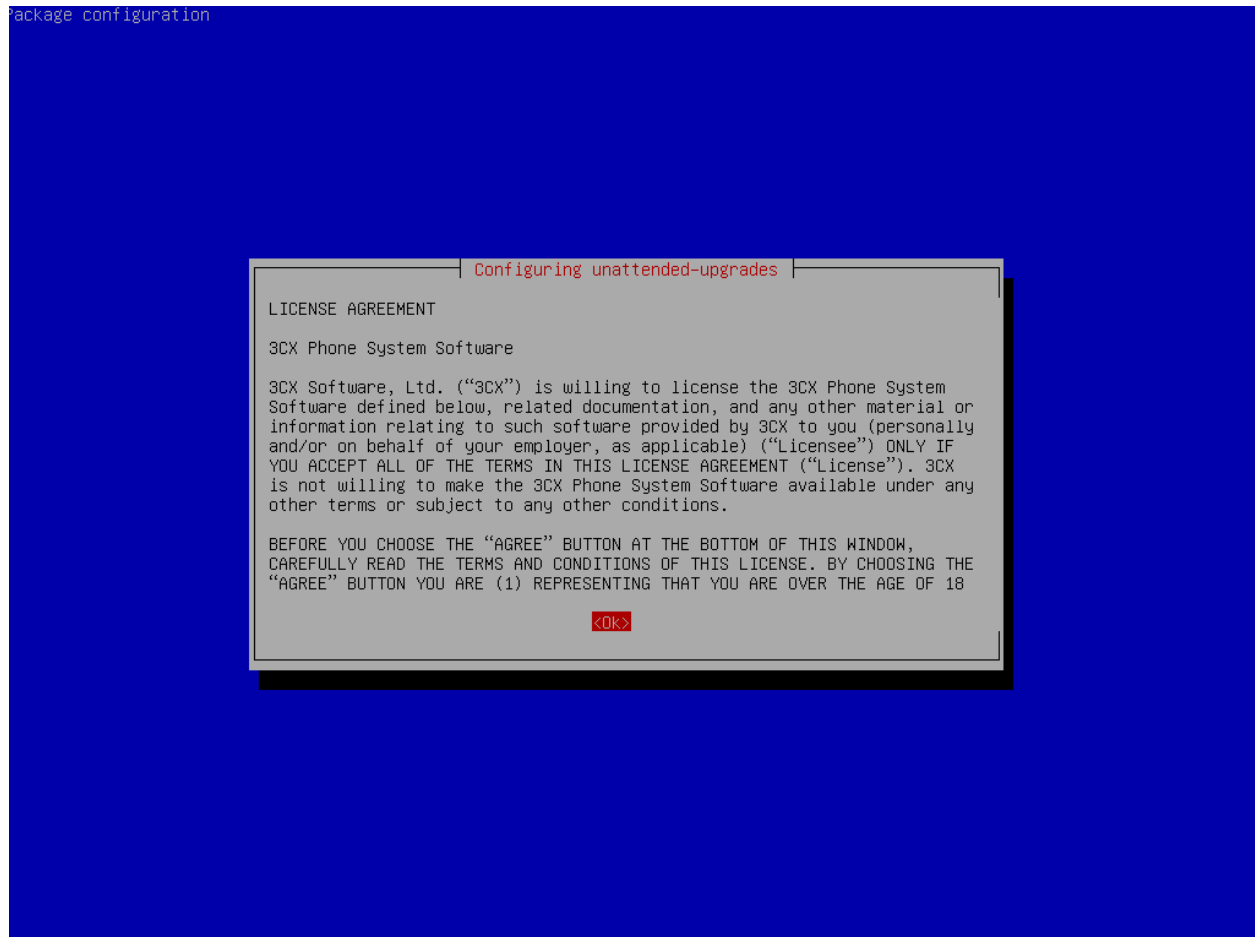 Package configuration
Configuring unattended-upgrades
LICENSE AGREEMENT
3CX Phone System Software
3CX Software, Ltd. (“3CX”) is willing to license the 3CX Phone System
Software defined below, related documentation, and any other material or
information relating to such software provided by 3CX to you (personally
and/or on behalf of your employer, as applicable) (“Licensee”) ONLY IF
YOU ACCEPT ALL OF THE TERMS IN THIS LICENSE AGREEMENT (“License”). 3CX
is not willing to make the 3CX Phone System Software available under any
other terms or subject to any other conditions.
BEFORE YOU CHOOSE THE “AGREE” BUTTON AT THE BOTTOM OF THIS WINDOW,
CAREFULLY READ THE TERMS AND CONDITIONS OF THIS LICENSE. BY CHOOSING THE
“AGREE” BUTTON YOU ARE (1) REPRESENTING THAT YOU ARE OVER THE AGE OF 18
<Ok>